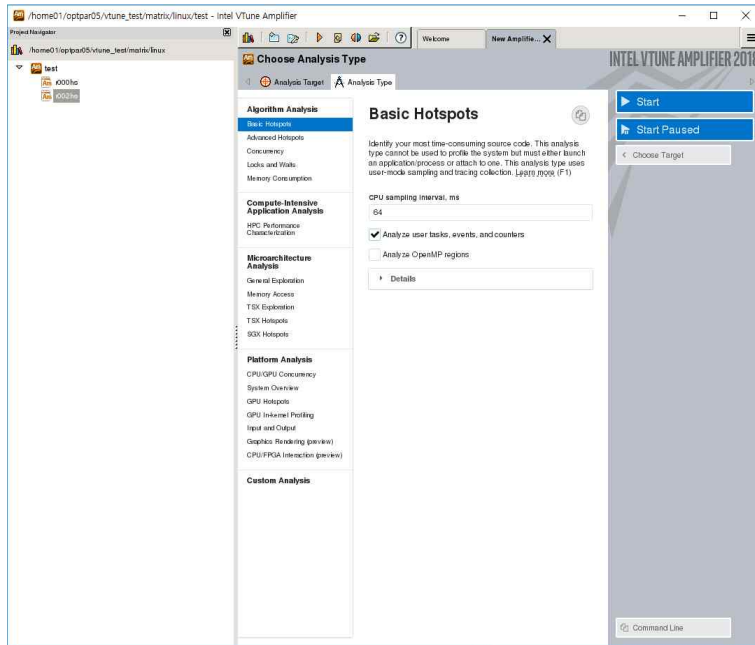 /home01/optpar05/vtune_test/matrix/linux/test - Intel VTune Amplifier
Project Navigator
/home01/optpar05/vtune_test/matrix/linux
test
r000hs
r002hs
Welcome
New Amplifie...
Choose Analysis Type
INTEL VTUNE AMPLIFIER 2018
Analysis Target
Analysis Type
Algorithm Analysis
Basic Hotspots
Advanced Hotspots
Concurrency
Locks and Waits
Memory Consumption
Compute-Intensive
Application Analysis
HPC Performance
Characterization
Microarchitecture
Analysis
General Exploration
Memory Access
TSX Exploration
TSX Hotspots
SGX Hotspots
Platform Analysis
CPU/GPU Concurrency
System Overview
GPU Hotspots
GPU In-kernel Profiling
Input and Output
Graphics Rendering (preview)
CPU/FPGA Interaction (preview)
Custom Analysis
Basic Hotspots
Identify your most time-consuming source code. This analysis
type cannot be used to profile the system but must either launch
an application/process or attach to one. This analysis type uses
user-mode sampling and tracing collection. Learn more (F1)
CPU sampling interval, ms
64
Analyze user tasks, events, and counters
Analyze OpenMP regions
Details
Start
Start Paused
Choose Target
Command Line